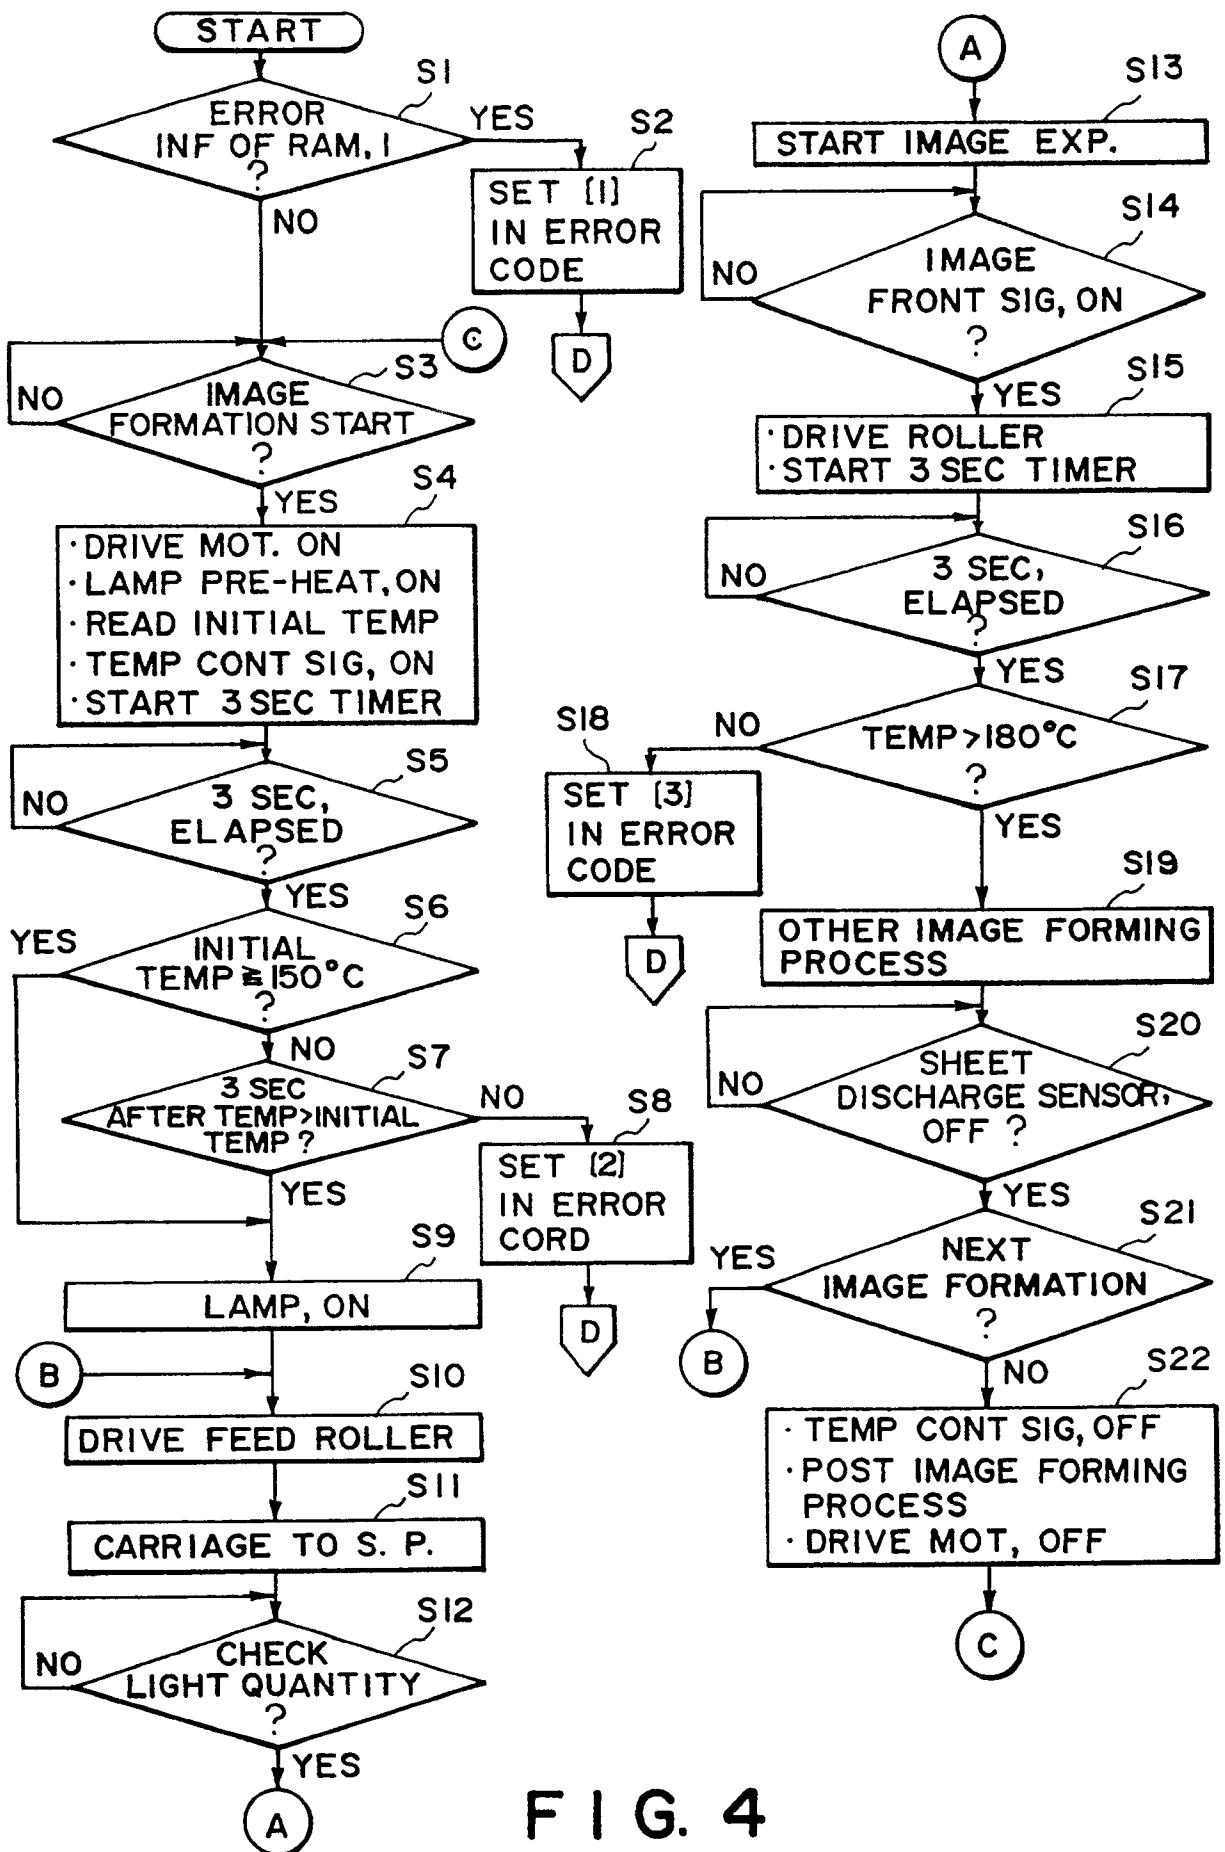 START
S1
ERROR
INF OF RAM, 1
?
YES
NO
S2
SET [1]
IN ERROR
CODE
D
C
S3
IMAGE
FORMATION START
?
NO
YES
S4
· DRIVE MOT. ON
· LAMP PRE-HEAT, ON
· READ INITIAL TEMP
· TEMP CONT SIG, ON
· START 3 SEC TIMER
S5
3 SEC,
ELAPSED
?
NO
YES
S6
INITIAL
TEMP ≧ 150°C
?
YES
NO
S7
3 SEC
AFTER TEMP > INITIAL
TEMP ?
NO
YES
S8
SET [2]
IN ERROR
CORD
D
S9
LAMP, ON
B
S10
DRIVE FEED ROLLER
S11
CARRIAGE TO S. P.
S12
CHECK
LIGHT QUANTITY
?
NO
YES
A
A
S13
START IMAGE EXP.
S14
IMAGE
FRONT SIG, ON
?
NO
YES
S15
· DRIVE ROLLER
· START 3 SEC TIMER
S16
3 SEC,
ELAPSED
?
NO
YES
S17
TEMP > 180°C
?
NO
YES
S18
SET [3]
IN ERROR
CODE
D
S19
OTHER IMAGE FORMING
PROCESS
S20
SHEET
DISCHARGE SENSOR,
OFF ?
NO
YES
S21
NEXT
IMAGE FORMATION
?
YES
B
NO
S22
· TEMP CONT SIG, OFF
· POST IMAGE FORMING
PROCESS
· DRIVE MOT, OFF
C
FIG. 4